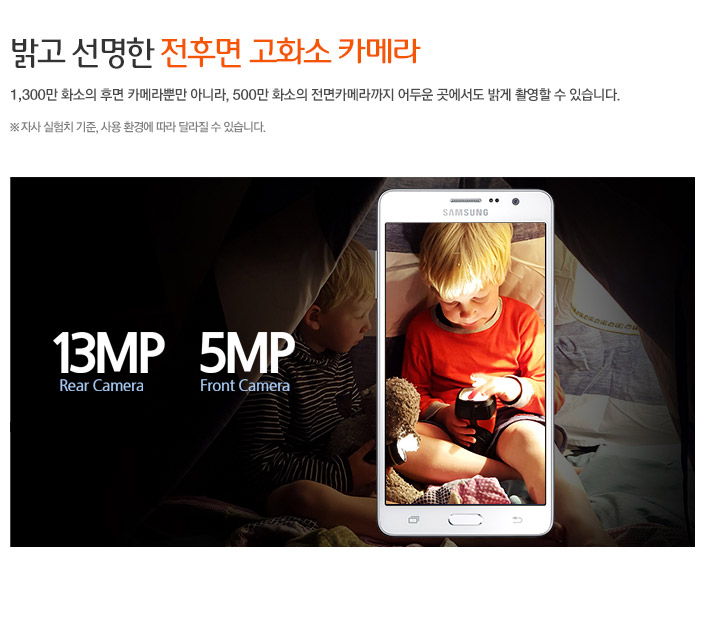 밝고 선명한 전후면 고화소 카메라
1,300만 화소의 후면 카메라뿐만 아니라, 500만 화소의 전면카메라까지 어두운 곳에서도 밝게 촬영할 수 있습니다.
※ 자사 실험치 기준, 사용 환경에 따라 달라질 수 있습니다.
SAMSUNG
13MP 5MP
Rear Camera Front Camera